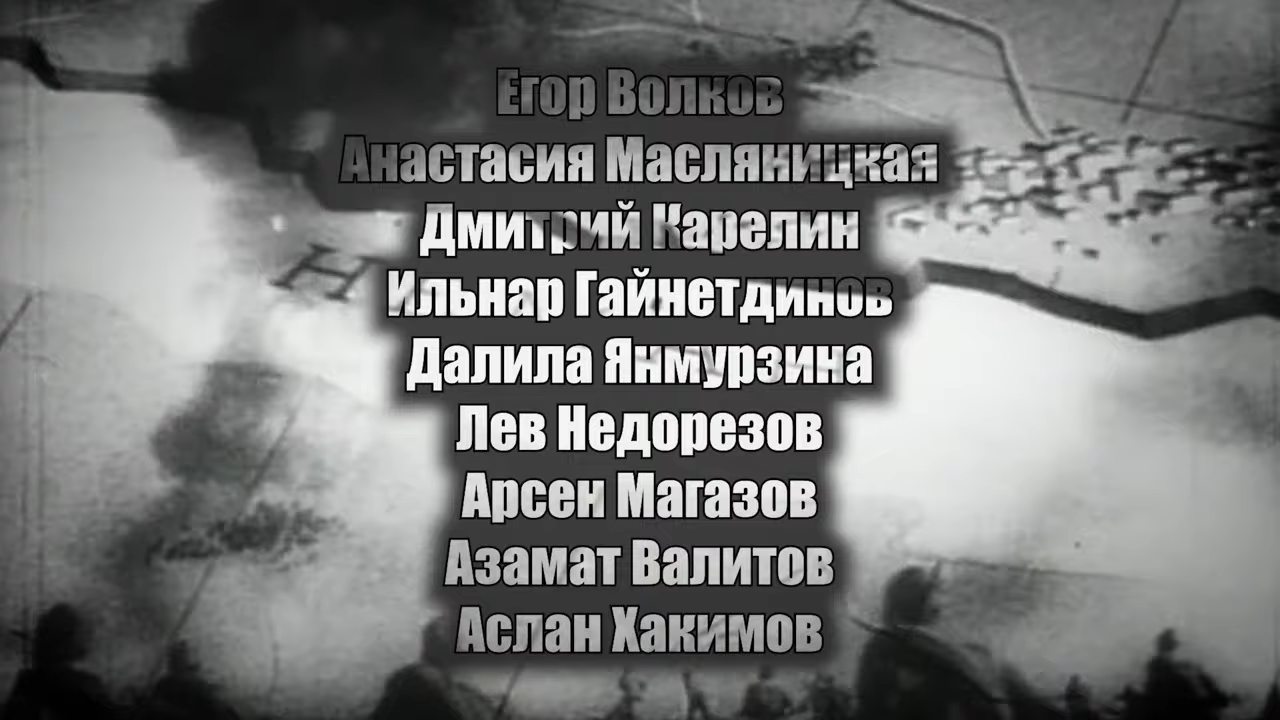 Егор Волков
Анастасия Масляницкая
Дмитрий Карелин
Ильнар Гайнетдинов
Далила Янмурзина
Лев Недорезов
Арсен Магазов
Азамат Валитов
Аслан Хакимов
Н